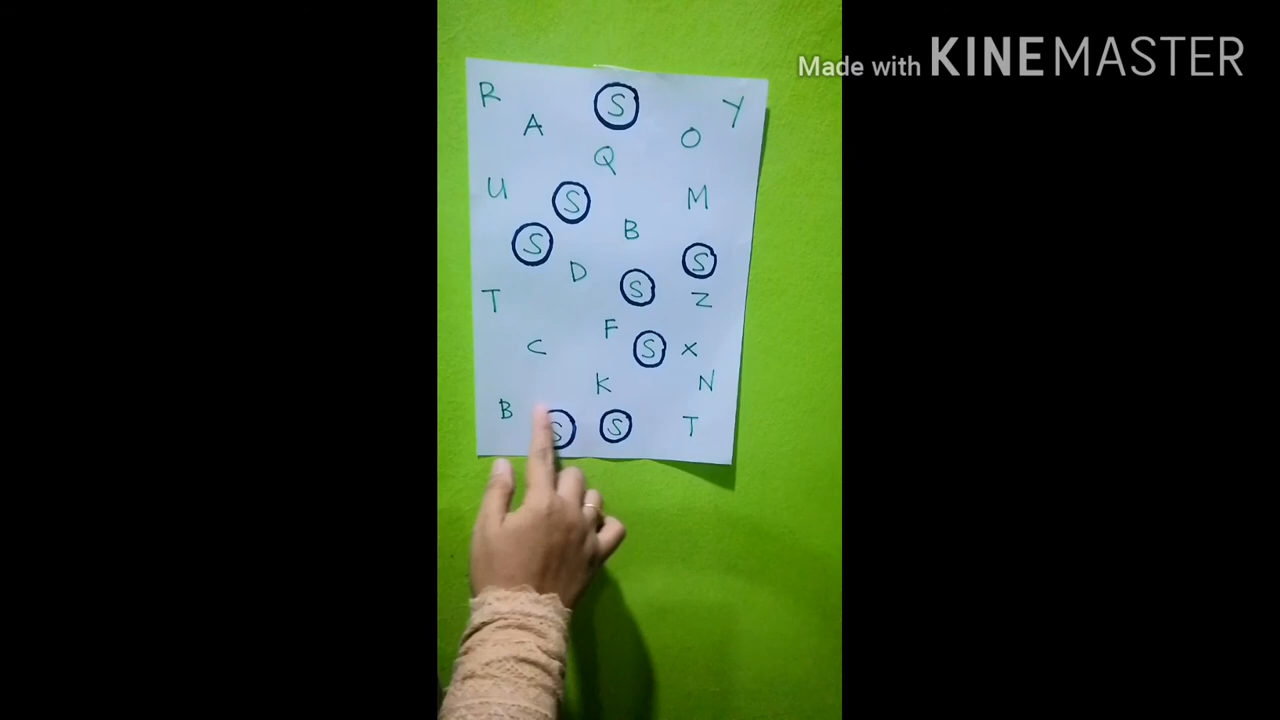 Made with KINEMASTER
R S Y
A O
Q
U S M
B
S S
D S
T Z
F
C S X
K N
B S S T